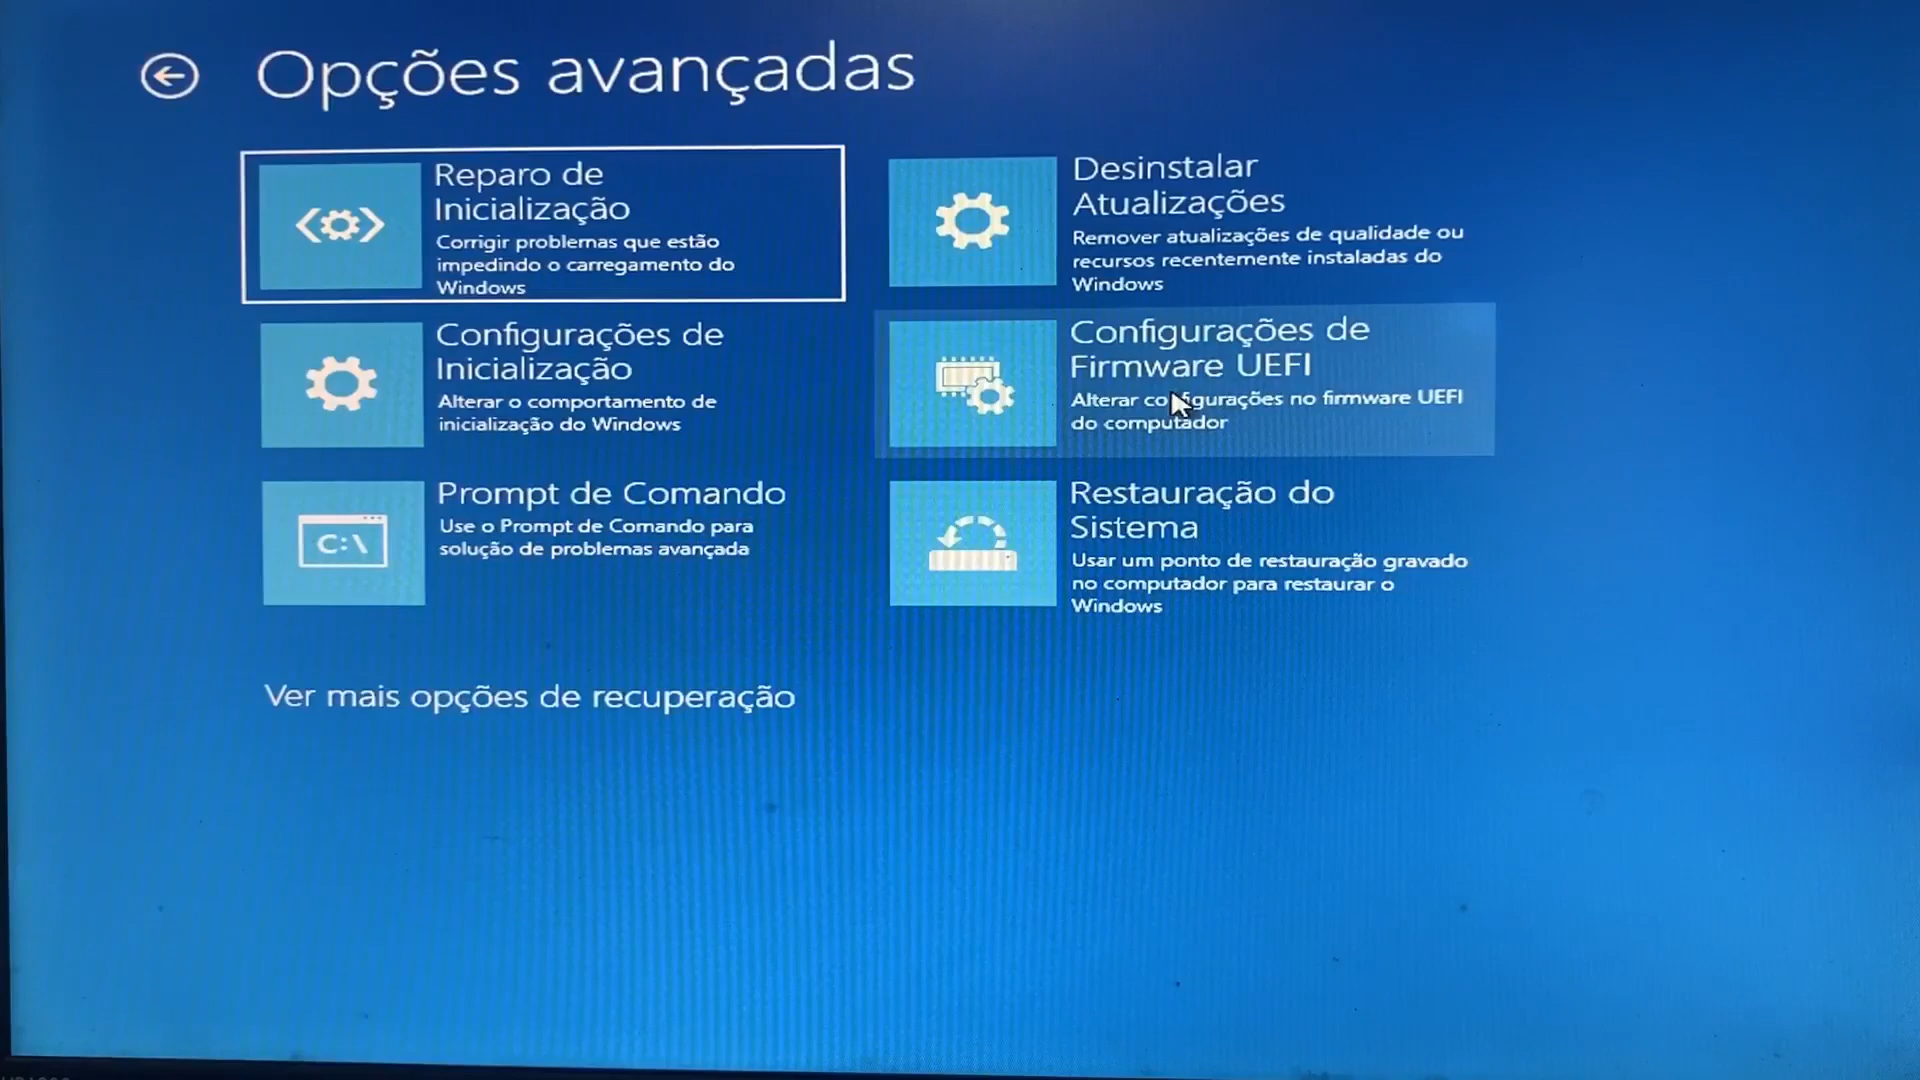 Opções avançadas
Reparo de
Inicialização
Corrigir problemas que estão
impedindo o carregamento do
Windows
Desinstalar
Atualizações
Remover atualizações de qualidade ou
recursos recentemente instaladas do
Windows
Configurações de
Inicialização
Alterar o comportamento de
inicialização do Windows
Configurações de
Firmware UEFI
Alterar configurações no firmware UEFI
do computador
Prompt de Comando
C:\
Use o Prompt de Comando para
solução de problemas avançada
Restauração do
Sistema
Usar um ponto de restauração gravado
no computador para restaurar o
Windows
Ver mais opções de recuperação